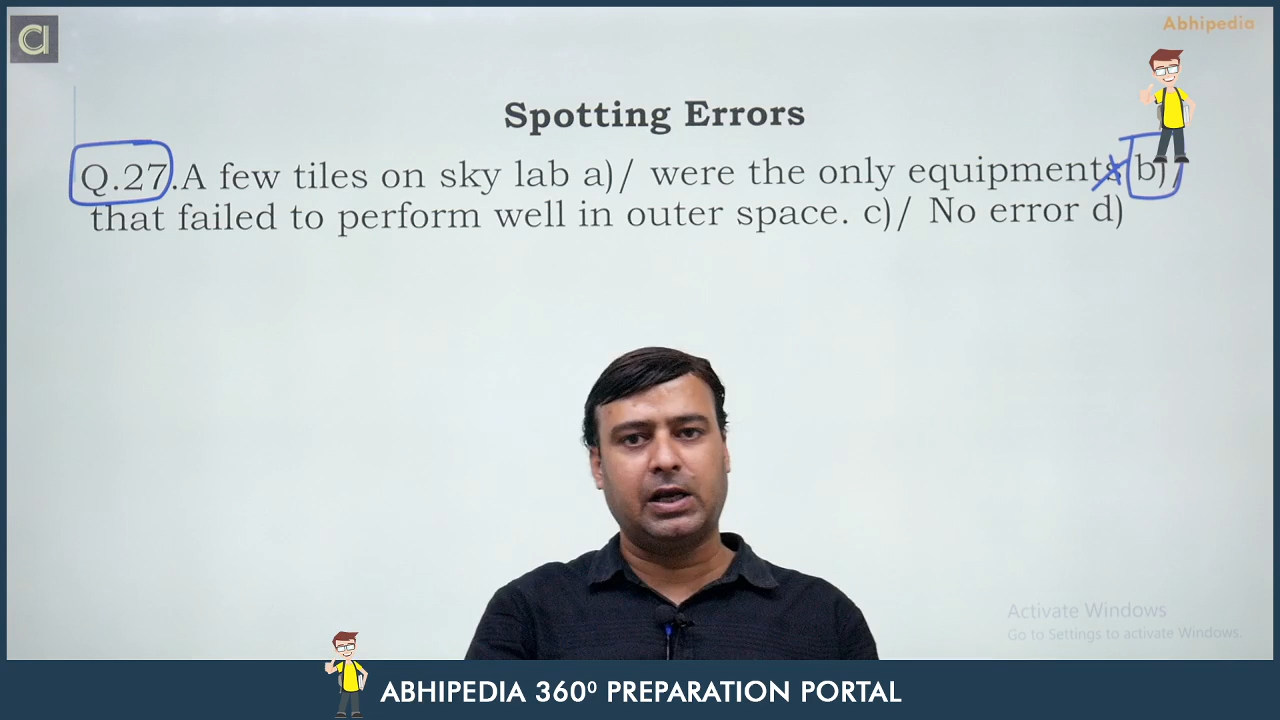 Abhipedia
Spotting Errors
Q.27.A few tiles on sky lab a)/ were the only equipments b)/
that failed to perform well in outer space. c)/ No error d)
Activate Windows
Go to Settings to activate Windows.
ABHIPEDIA 360⁰ PREPARATION PORTAL